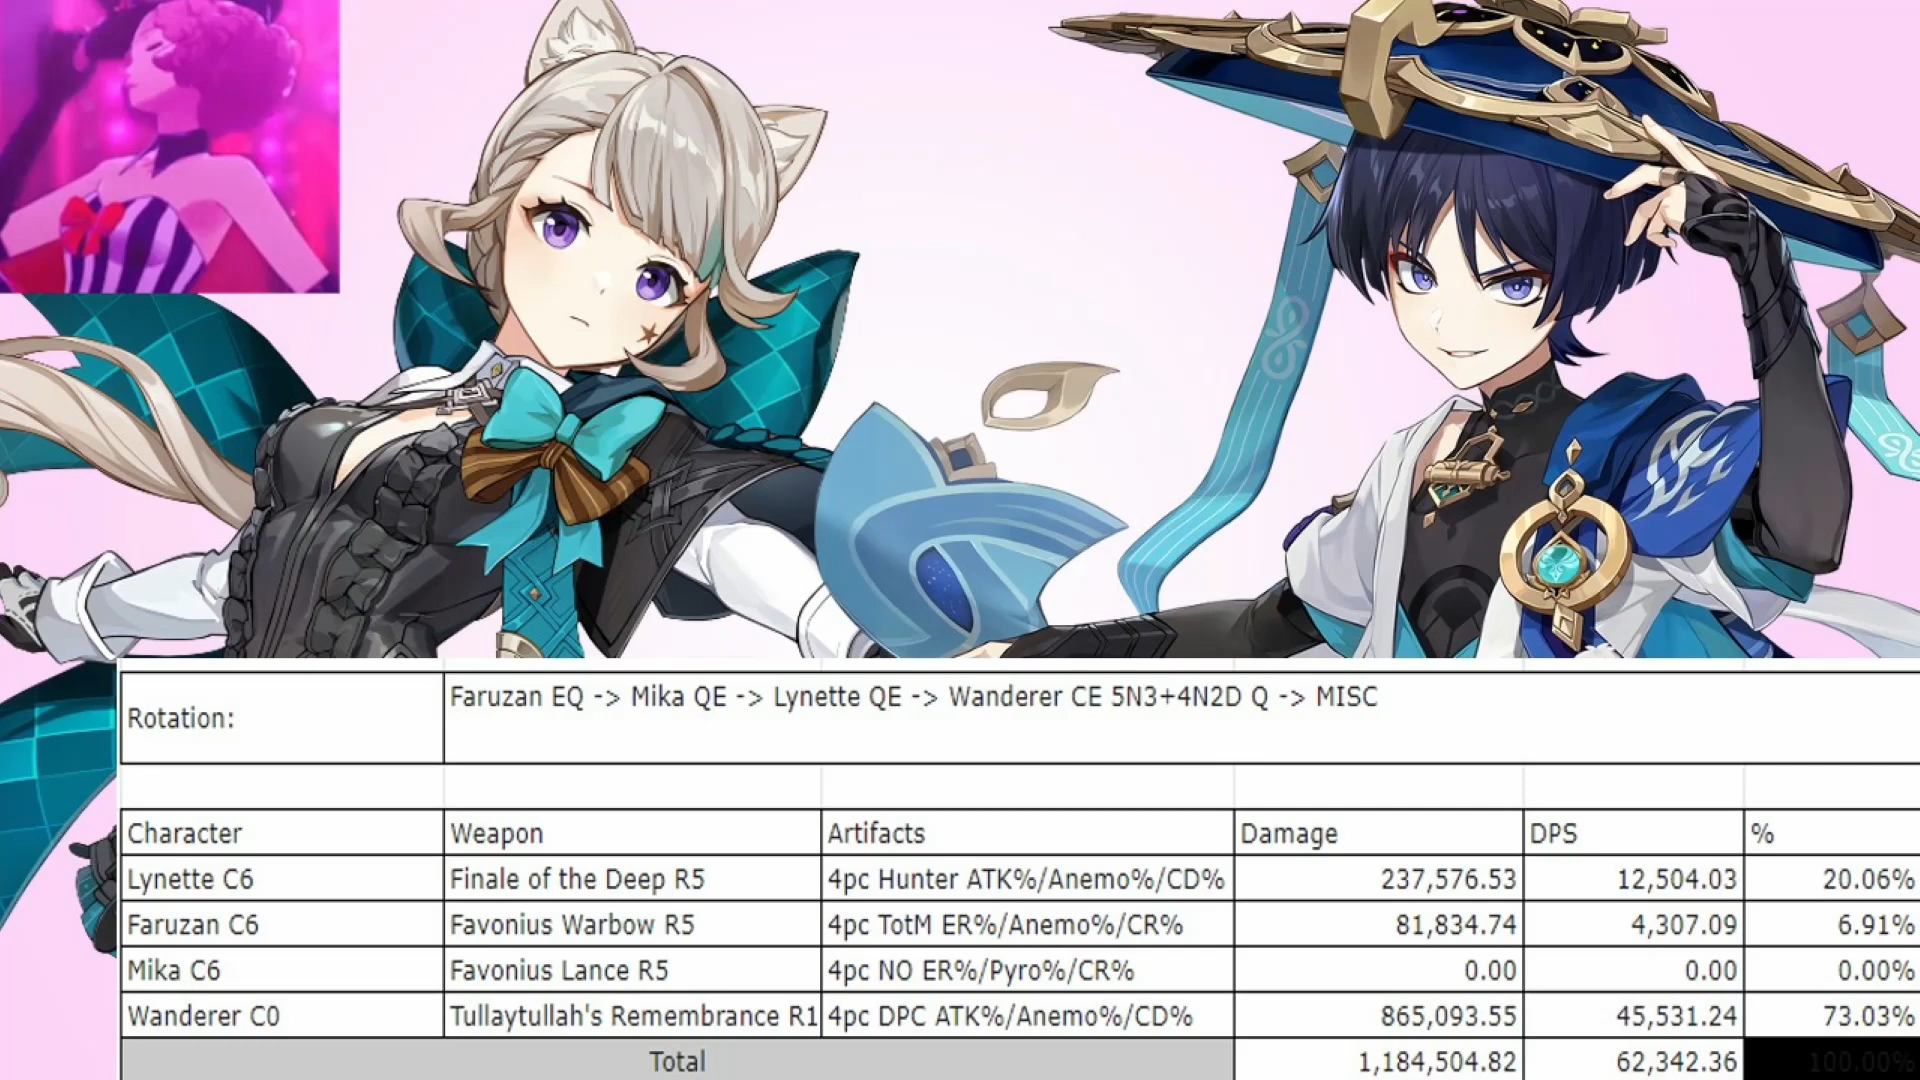 Rotation: Faruzan EQ -> Mika QE -> Lynette QE -> Wanderer CE 5N3+4N2D Q -> MISC
Character Weapon Artifacts Damage DPS %
Lynette C6 Finale of the Deep R5 4pc Hunter ATK%/Anemo%/CD% 237,576.53 12,504.03 20.06%
Faruzan C6 Favonius Warbow R5 4pc TotM ER%/Anemo%/CR% 81,834.74 4,307.09 6.91%
Mika C6 Favonius Lance R5 4pc NO ER%/Pyro%/CR% 0.00 0.00 0.00%
Wanderer C0 Tullaytullah's Remembrance R1 4pc DPC ATK%/Anemo%/CD% 865,093.55 45,531.24 73.03%
Total 1,184,504.82 62,342.36 100.00%